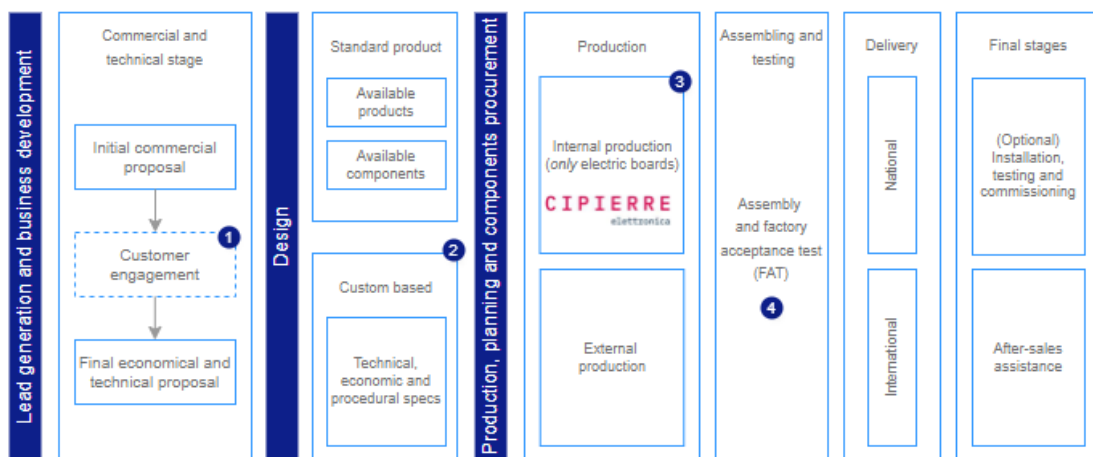 Lead generation and business development
Commercial and
technical stage
Initial commercial
proposal
1
Customer
engagement
Final economical and
technical proposal
Design
Standard product
Available
products
Available
components
2
Custom based
Technical,
economic and
procedural specs
Production, planning and components procurement
Production
3
Internal production
(only electric boards)
CIPIERRE
elettronica
External
production
Assembling and
testing
Assembly
and factory
acceptance test
(FAT)
4
Delivery
National
International
Final stages
(Optional)
Installation,
testing and
commissioning
After-sales
assistance